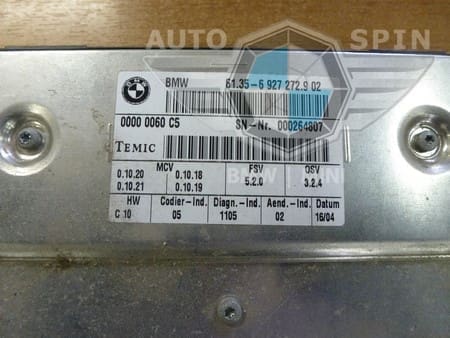 AUTO SPIN
BMW 61.35-6 927 272.9 02
0000 0060 C5 SN-Nr. 000264807
TEMIC
MCV FSV OSV
0.10.20 0.10.18 5.2.0 3.2.4
0.10.21 0.10.19
BMW SPIN
HW Codier-Ind. Diagn.-Ind. Aend.-Ind. Datum
C 10 05 1105 02 16/04